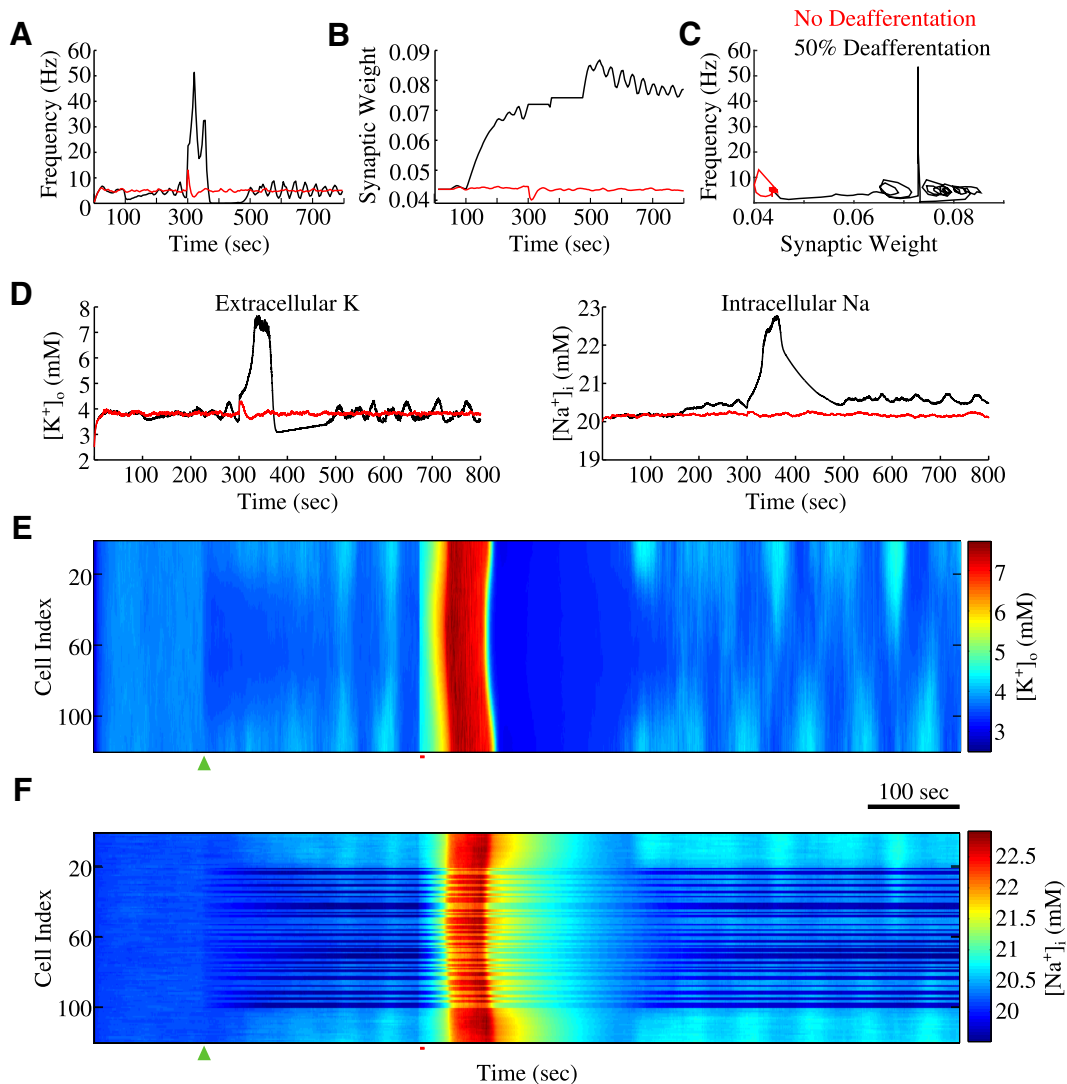 No Deafferentation
50% Deafferentation
A
Frequency (Hz)
60
50
40
30
20
10
0
100
300
500
700
Time (sec)
B
Synaptic Weight
0.09
0.08
0.07
0.06
0.05
0.04
100
300
500
700
Time (sec)
C
Frequency (Hz)
60
50
40
30
20
10
0.04
0.06
0.08
Synaptic Weight
D
Extracellular K
[K+]o (mM)
8
7
6
5
4
3
2
100 200 300 400 500 600 700 800
Time (sec)
Intracellular Na
[Na+]i (mM)
23
22
21
20
19
100 200 300 400 500 600 700 800
Time (sec)
E
Cell Index
20
60
100
7
6
5
4
3
[K+]o (mM)
100 sec
F
Cell Index
20
60
100
22.5
22
21.5
21
20.5
20
[Na+]i (mM)
Time (sec)